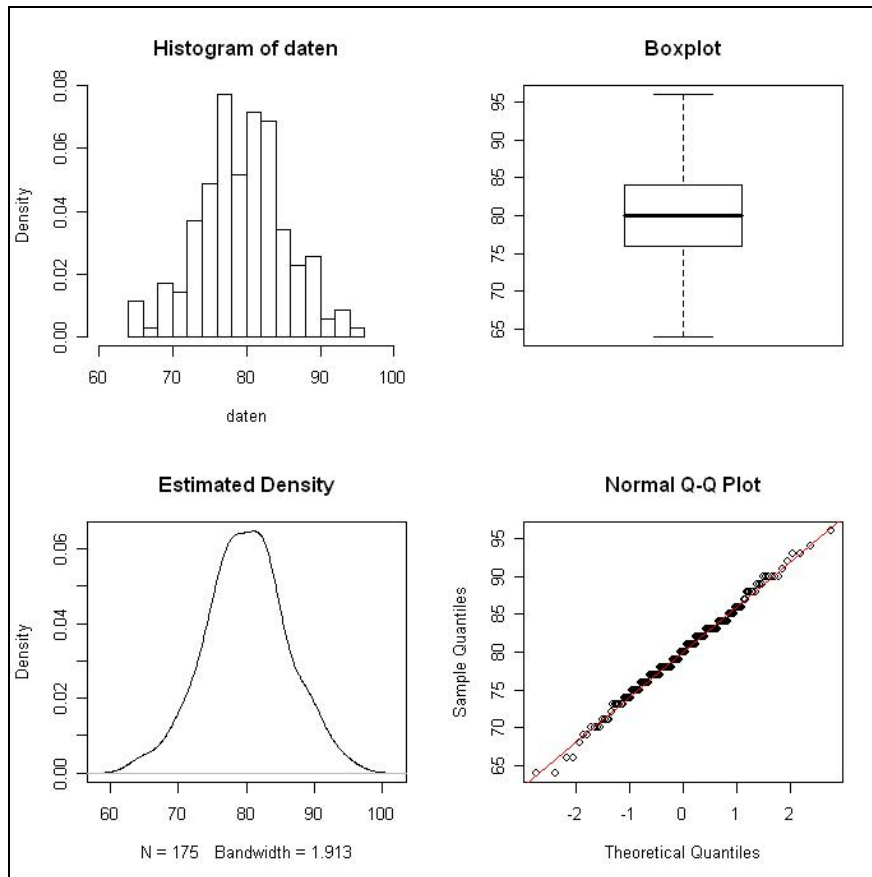 Histogram of daten
Density
0.00 0.02 0.04 0.06 0.08
60 70 80 90 100
daten
Boxplot
65 70 75 80 85 90 95
Estimated Density
Density
0.00 0.02 0.04 0.06
60 70 80 90 100
N = 175 Bandwidth = 1.913
Normal Q-Q Plot
Sample Quantiles
65 70 75 80 85 90 95
-2 -1 0 1 2
Theoretical Quantiles